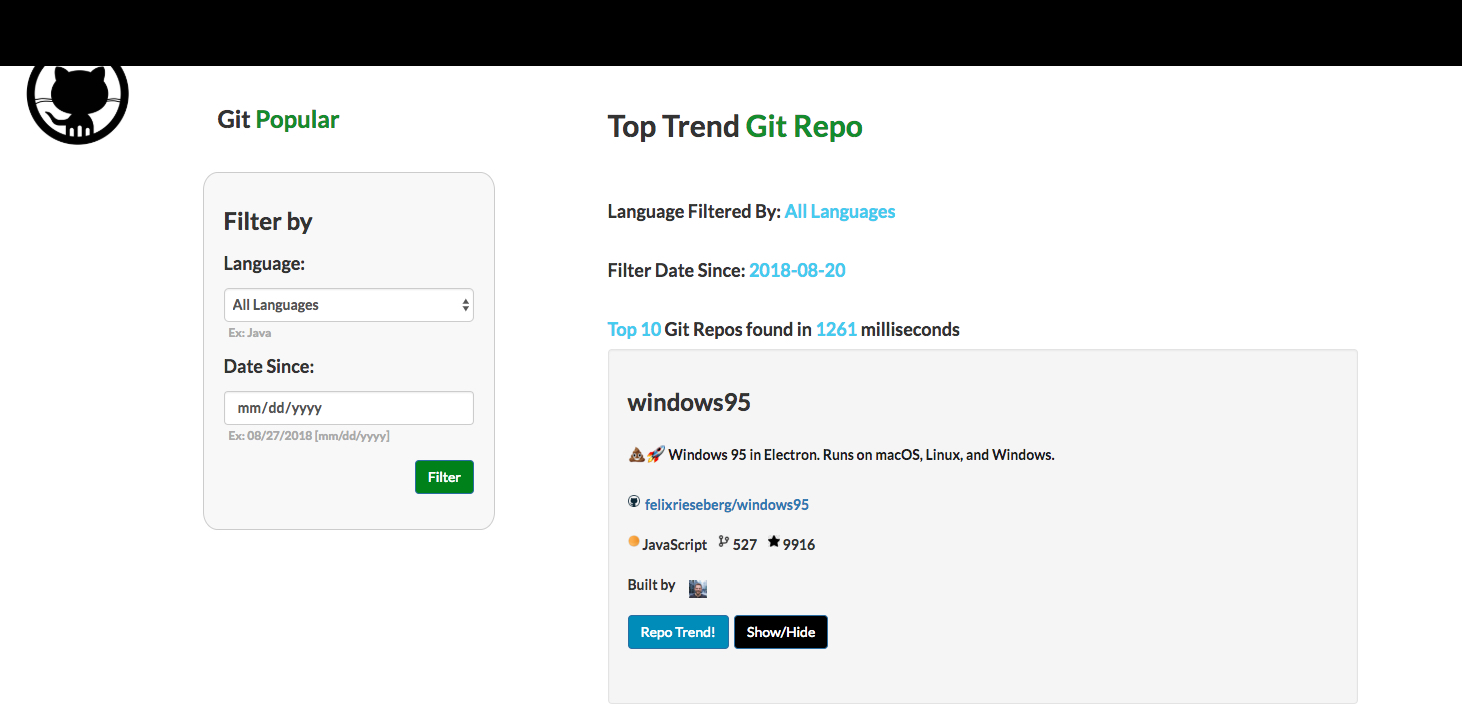 Git Popular
Filter by
Language:
All Languages
Ex: Java
Date Since:
mm/dd/yyyy
Ex: 08/27/2018 [mm/dd/yyyy]
Filter
Top Trend Git Repo
Language Filtered By: All Languages
Filter Date Since: 2018-08-20
Top 10 Git Repos found in 1261 milliseconds
windows95
💩🚀 Windows 95 in Electron. Runs on macOS, Linux, and Windows.
felixrieseberg/windows95
JavaScript 527 9916
Built by
Repo Trend! Show/Hide